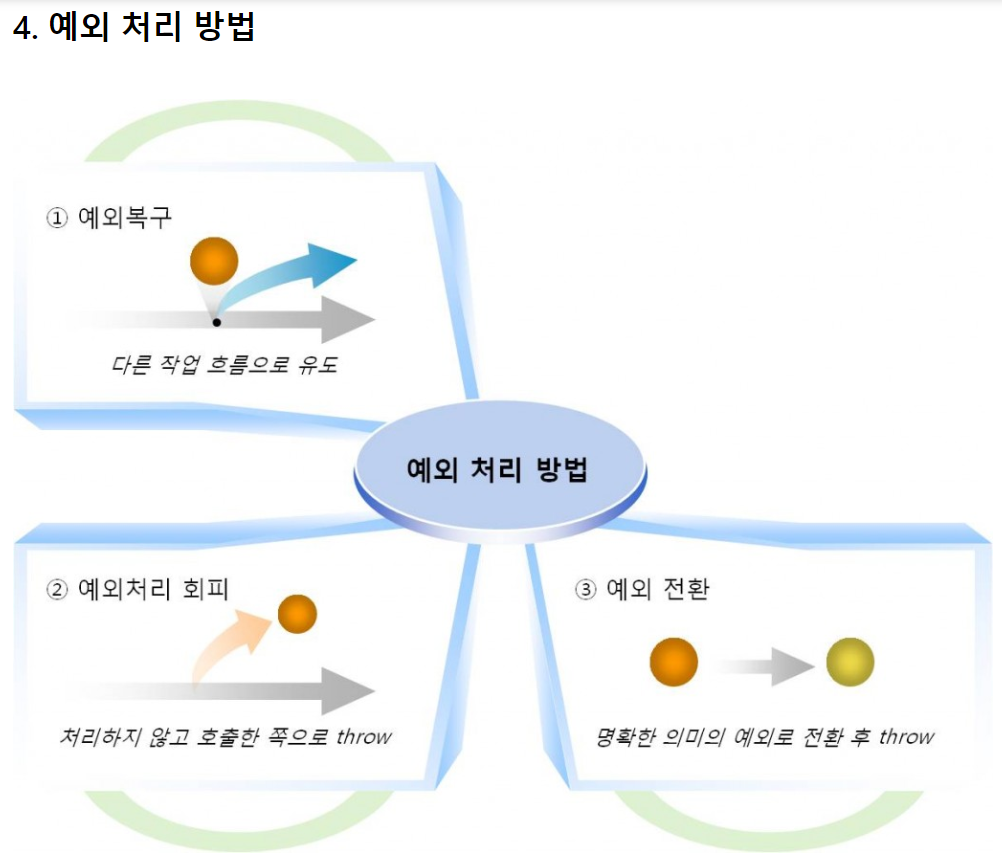 4. 예외 처리 방법
① 예외복구
다른 작업 흐름으로 유도
예외 처리 방법
② 예외처리 회피
처리하지 않고 호출한 쪽으로 throw
③ 예외 전환
명확한 의미의 예외로 전환 후 throw